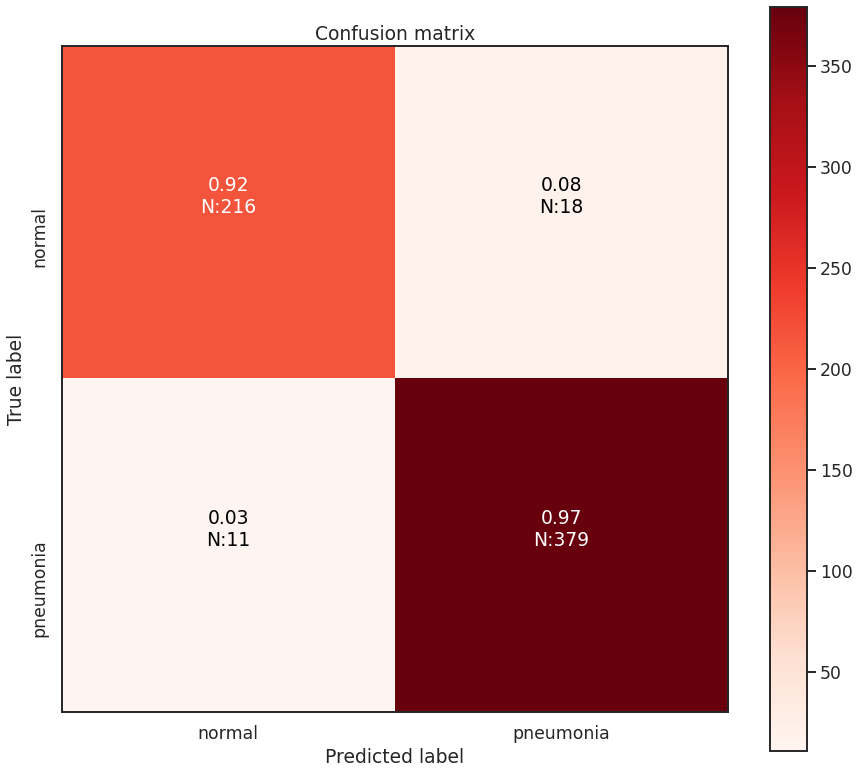 Confusion matrix
True label
normal
pneumonia
0.92
N:216
0.08
N:18
0.03
N:11
0.97
N:379
normal
pneumonia
Predicted label
350
300
250
200
150
100
50